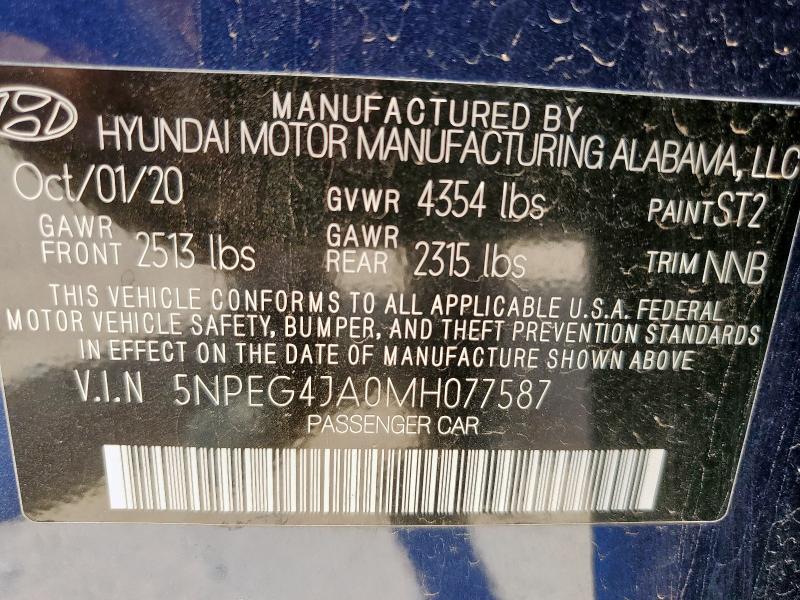 MANUFACTURED BY
HYUNDAI MOTOR MANUFACTURING ALABAMA, LLC
Oct/01/20 GVWR 4354 lbs PAINT ST2
GAWR FRONT 2513 lbs GAWR REAR 2315 lbs TRIM NNB
THIS VEHICLE CONFORMS TO ALL APPLICABLE U.S.A. FEDERAL
MOTOR VEHICLE SAFETY, BUMPER, AND THEFT PREVENTION STANDARDS
IN EFFECT ON THE DATE OF MANUFACTURE SHOWN ABOVE.
V.I.N 5NPEG4JA0MH077587
PASSENGER CAR